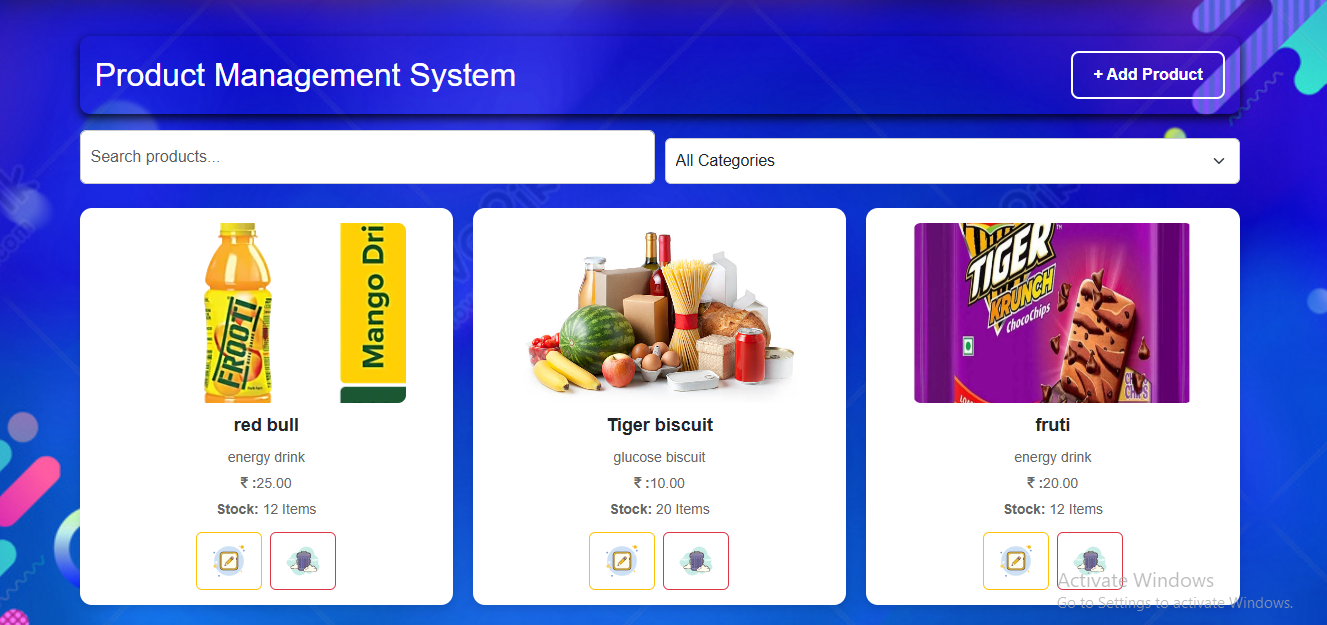 Product Management System
+ Add Product
Search products...
All Categories
FROOTI
Mango Dri
TIGER
KRUNCH
ChocoChips
red bull
Tiger biscuit
fruti
energy drink
glucose biscuit
energy drink
₹ :25.00
₹ :10.00
₹ :20.00
Stock: 12 Items
Stock: 20 Items
Stock: 12 Items
Activate Windows
Go to Settings to activate Windows.